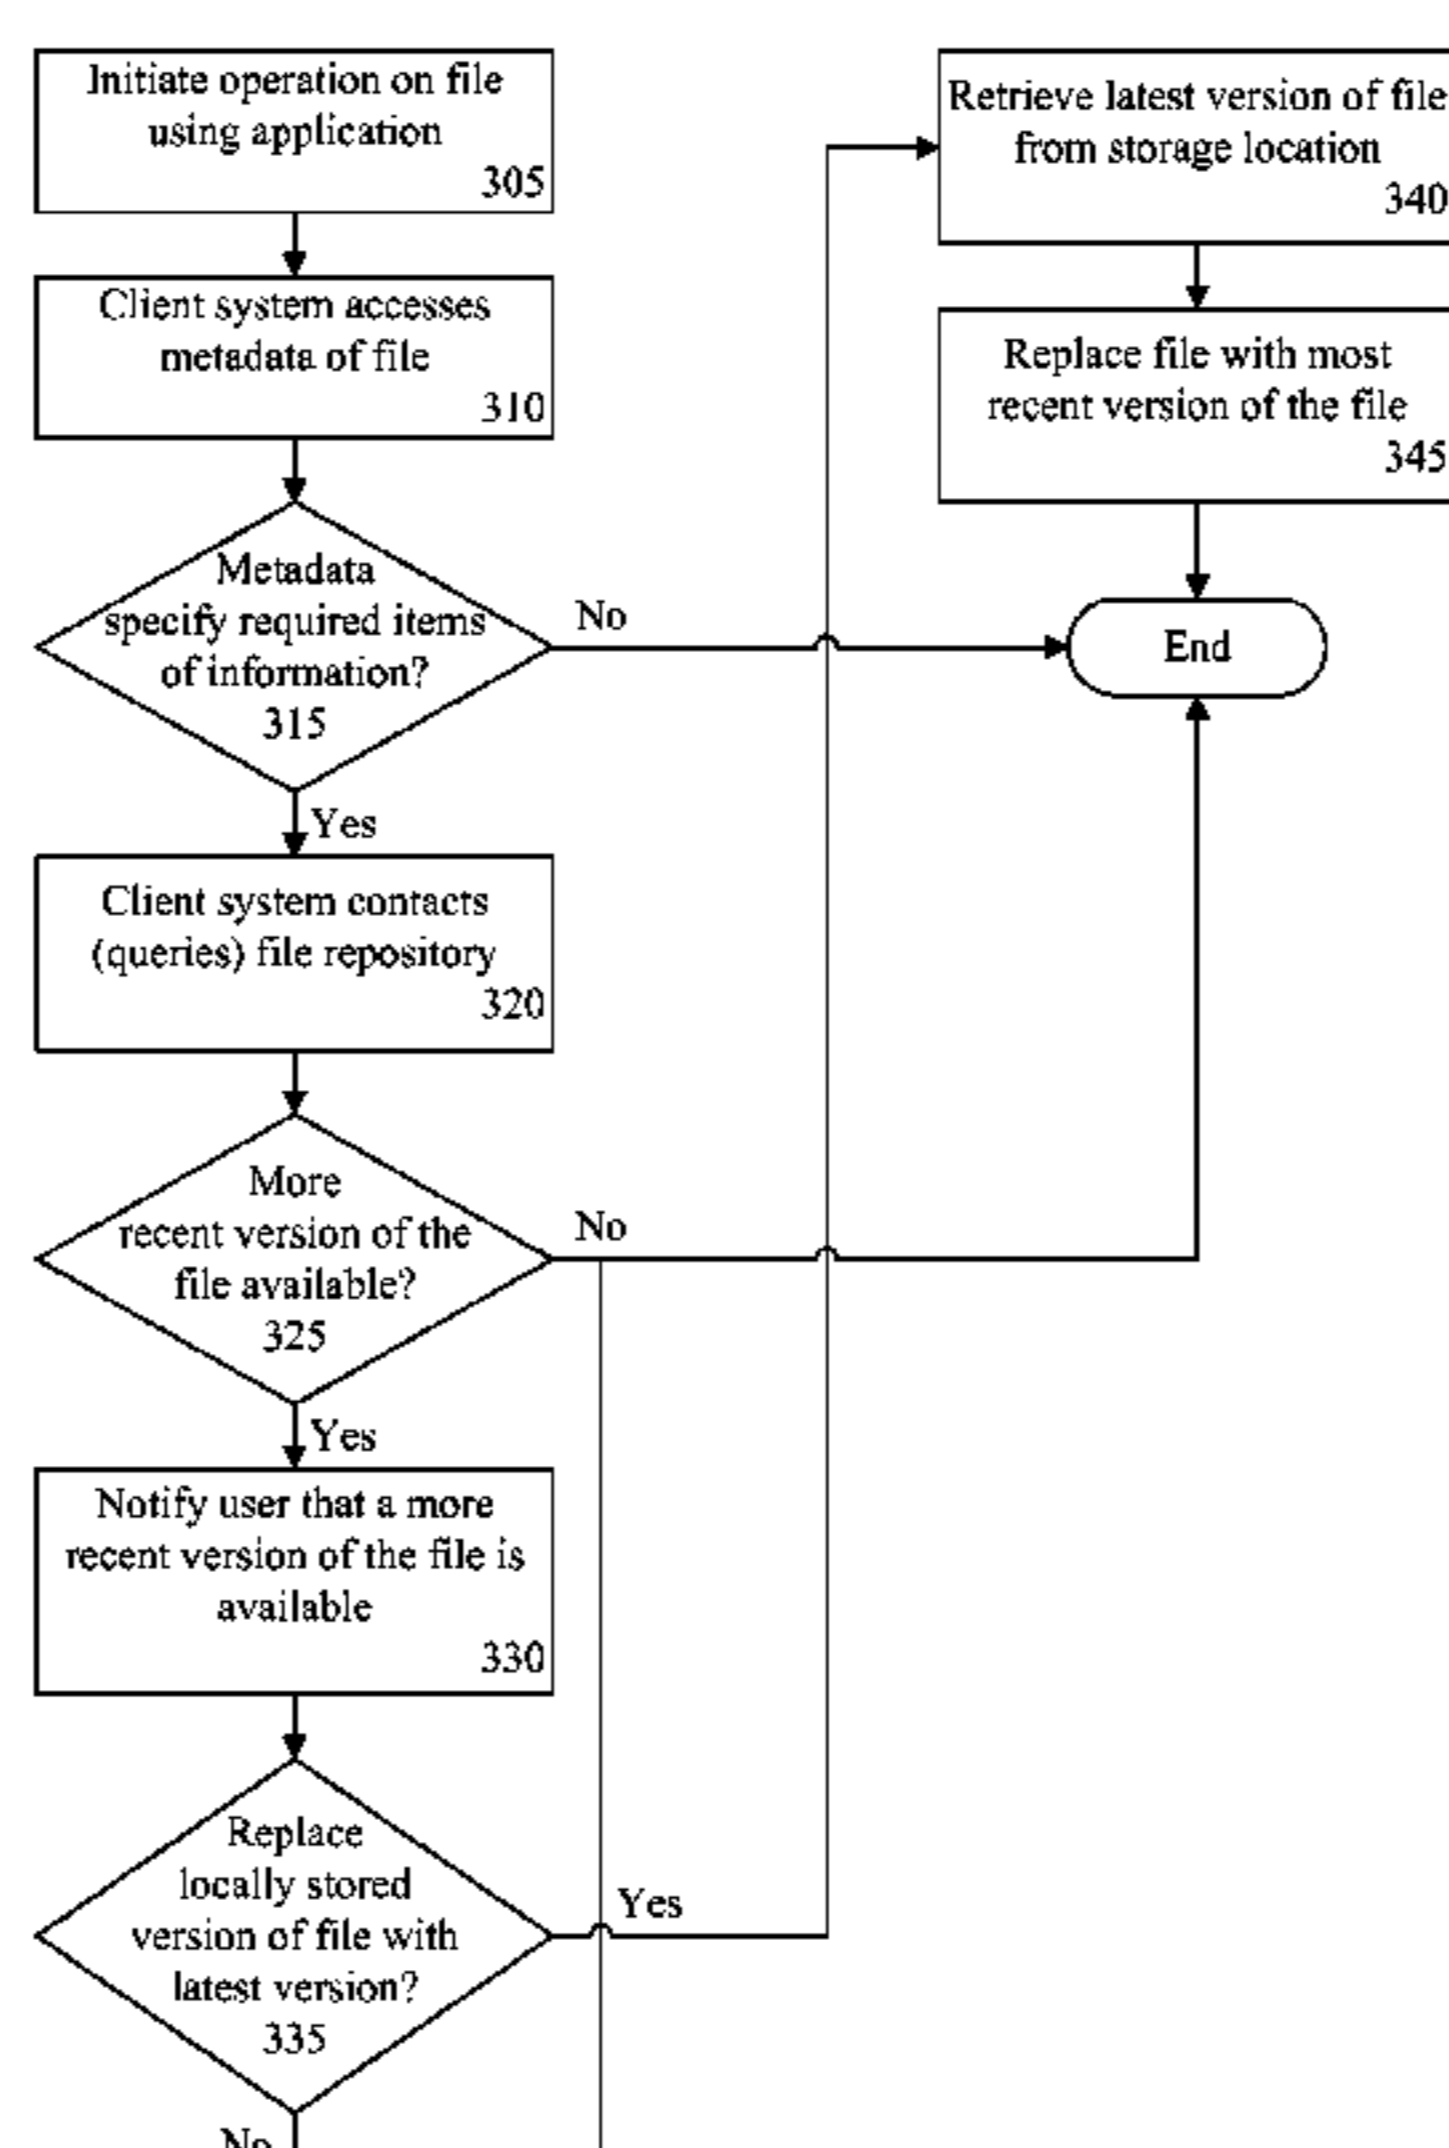 Initiate operation on file
using application
305
Client system accesses
metadata of file
310
Metadata
specify required items
of information?
315
No
Yes
Client system contacts
(queries) file repository
320
More
recent version of the
file available?
325
No
Yes
Notify user that a more
recent version of the file is
available
330
Replace
locally stored
version of file with
latest version?
335
Yes
No
Retrieve latest version of file
from storage location
340
Replace file with most
recent version of the file
345
End